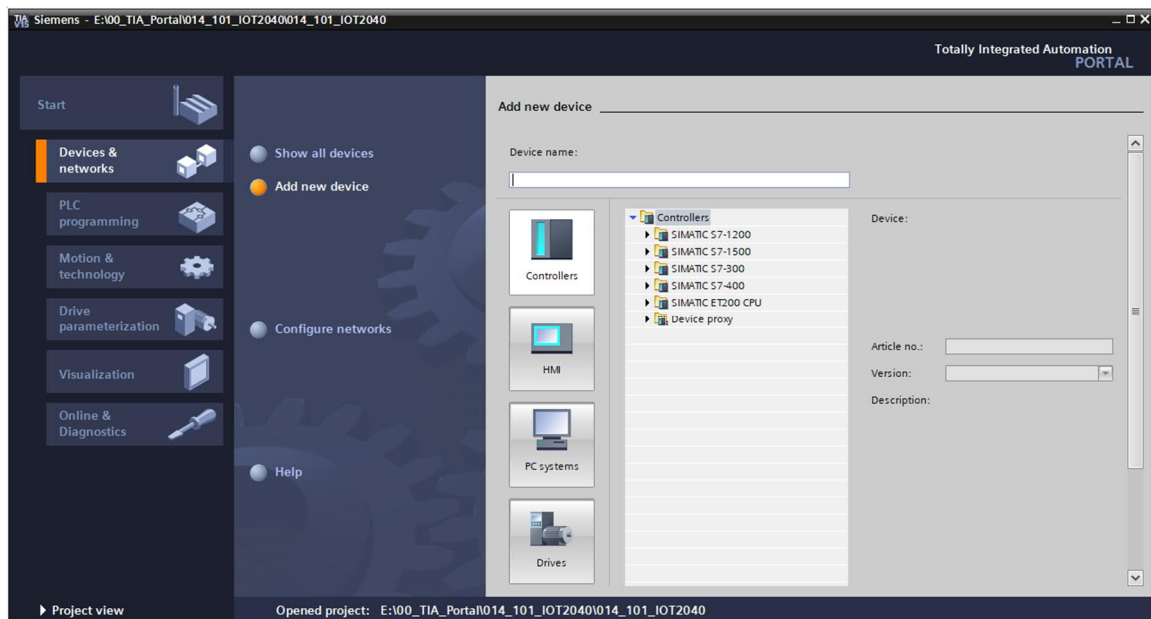 TIA V15 Siemens - E:\00_TIA_Portal\014_101_IOT2040\014_101_IOT2040
Totally Integrated Automation
PORTAL
Start
Devices &
networks
PLC
programming
Motion &
technology
Drive
parameterization
Visualization
Online &
Diagnostics
Show all devices
Add new device
Configure networks
Help
Add new device
Device name:
Controllers
HMI
PC systems
Drives
Controllers
SIMATIC S7-1200
SIMATIC S7-1500
SIMATIC S7-300
SIMATIC S7-400
SIMATIC ET200 CPU
Device proxy
Device:
Article no.:
Version:
Description:
Project view
Opened project: E:\00_TIA_Portal\014_101_IOT2040\014_101_IOT2040